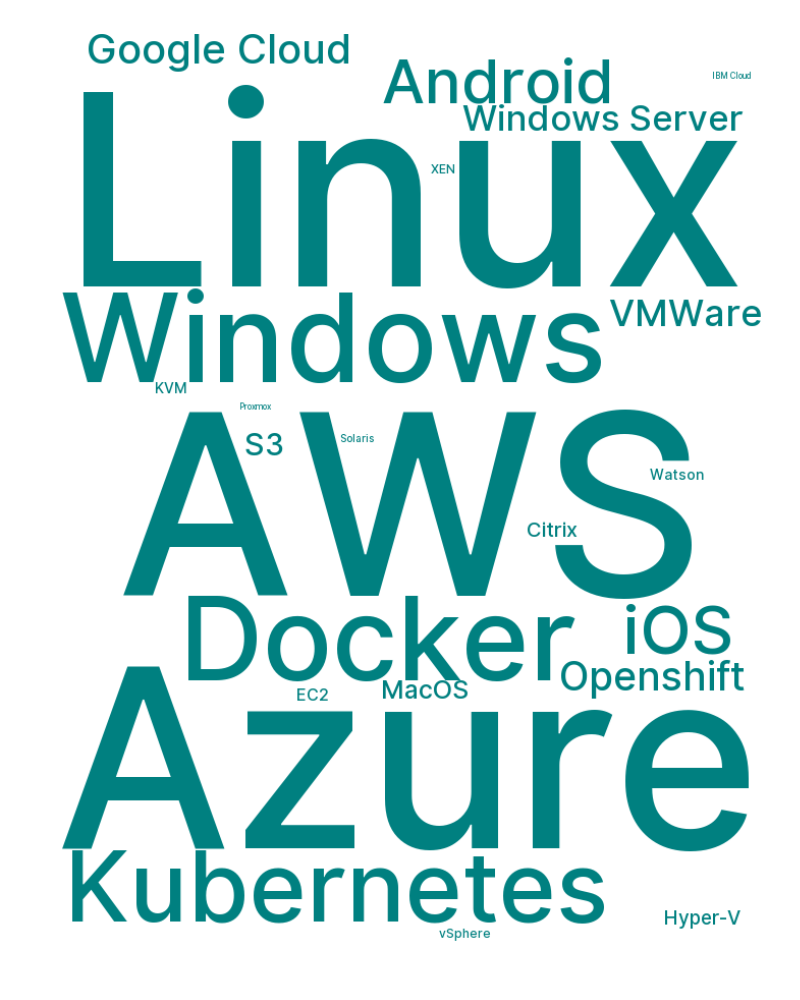 Google Cloud
Android
IBM Cloud
Windows Server
Linux
XEN
Windows
VMWare
KVM
Proxmox
AWS
S3
Solaris
Watson
Citrix
Docker
iOS
Openshift
MacOS
EC2
Azure
Kubernetes
Hyper-V
vSphere